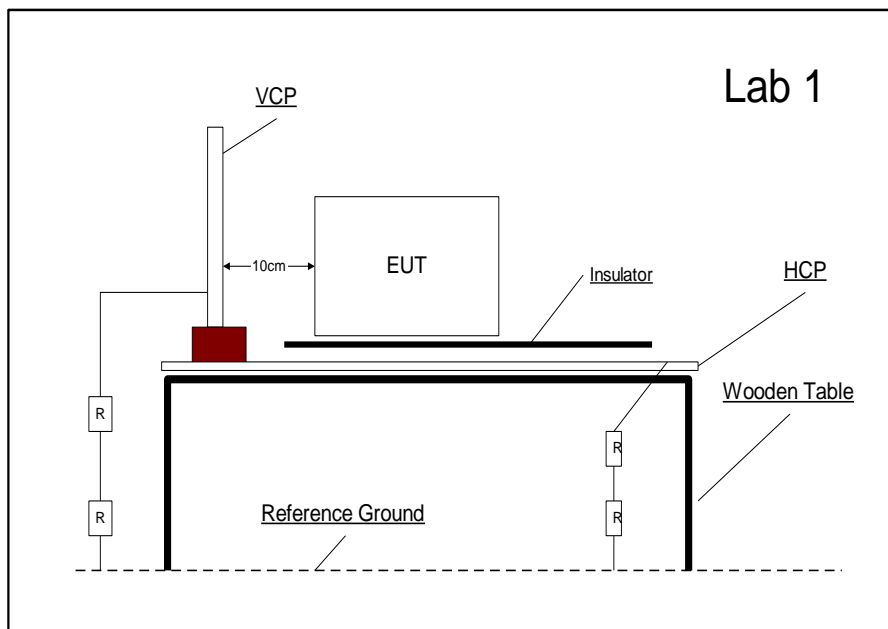 Lab 1
VCP
10cm
EUT
Insulator
HCP
Wooden Table
R
R
R
R
Reference Ground